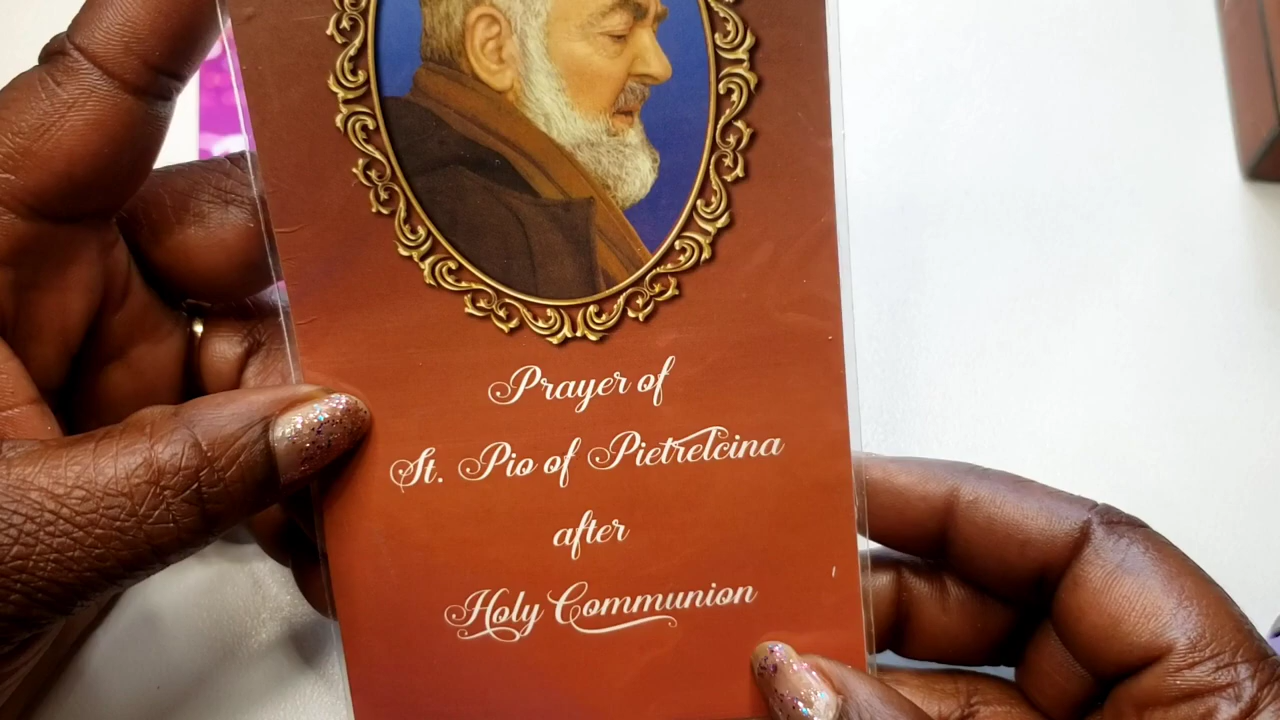 Prayer of
St. Pio of Pietrelcina
after
Holy Communion